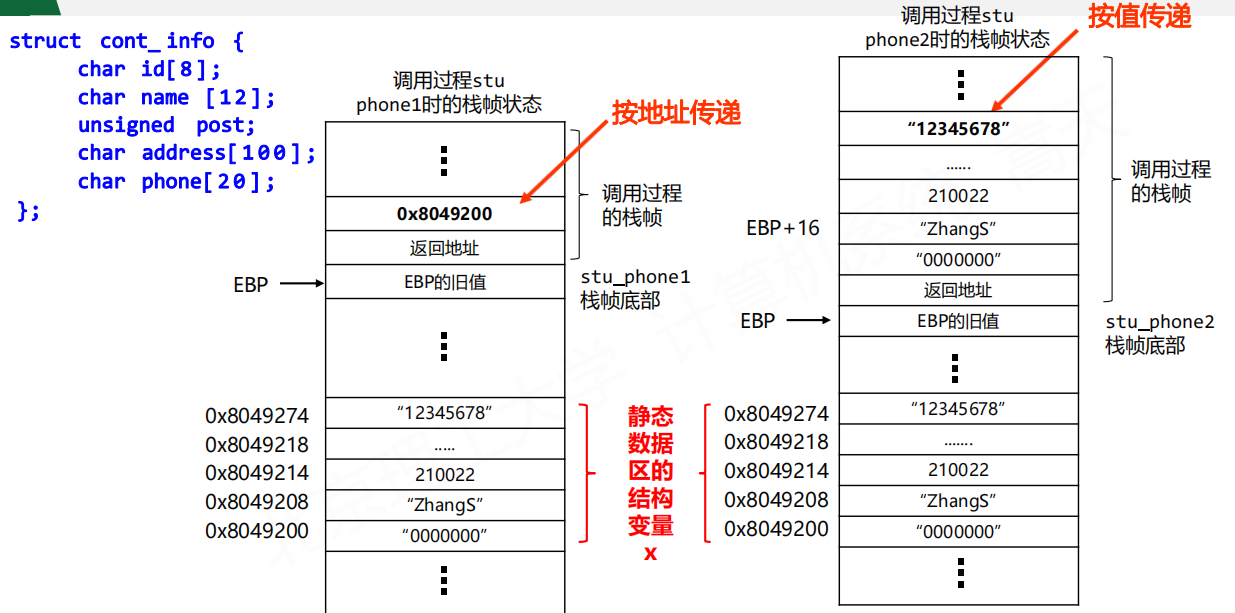 struct cont_info {
char id[8];
char name [12];
unsigned post;
char address[100];
char phone[20];
};
调用过程stu
phone1时的栈帧状态
按地址传递
0x8049200
返回地址
EBP的旧值
EBP
调用过程
的栈帧
stu_phone1
栈帧底部
0x8049274
“12345678”
0x8049218
.....
0x8049214
210022
0x8049208
“ZhangS”
0x8049200
“0000000”
静态
数据
区的
结构
变量
x
调用过程stu
phone2时的栈帧状态
按值传递
“12345678”
......
210022
EBP+16
“ZhangS”
“0000000”
返回地址
EBP
EBP的旧值
调用过程
的栈帧
stu_phone2
栈帧底部
0x8049274
“12345678”
0x8049218
.......
0x8049214
210022
0x8049208
“ZhangS”
0x8049200
“0000000”